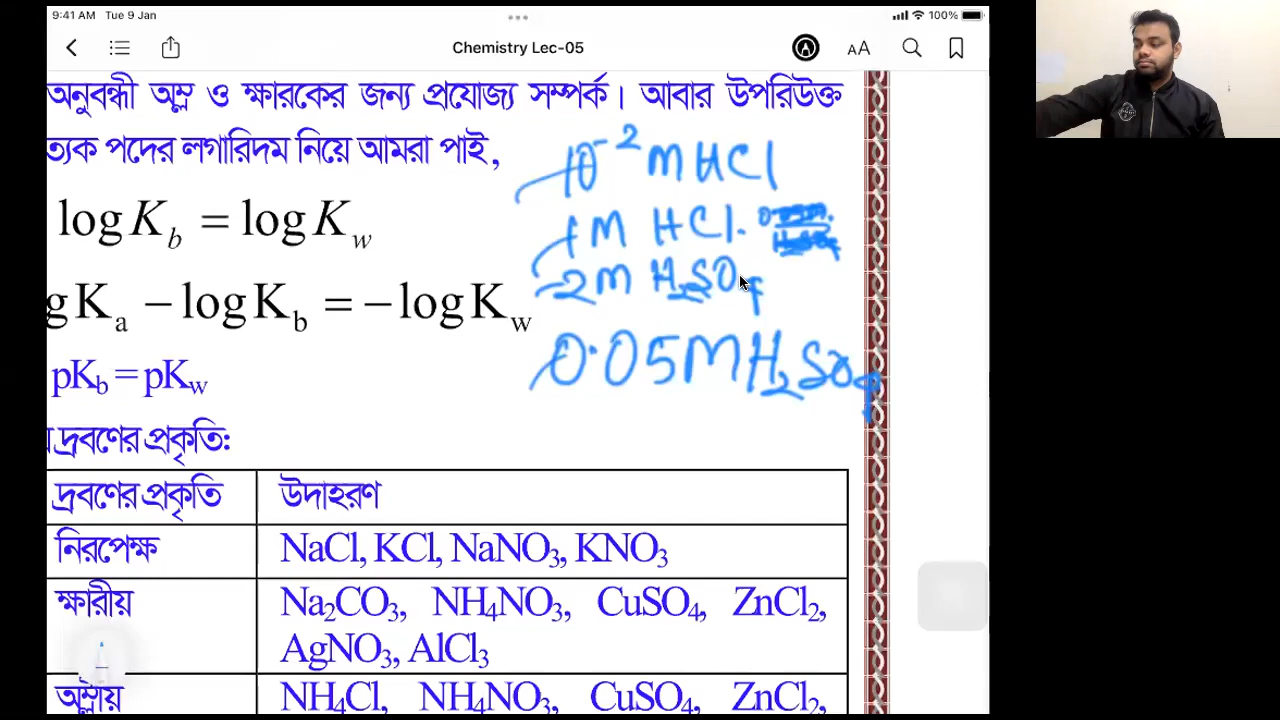 9:41 AM Tue 9 Jan
100%
Chemistry Lec-05
AA
অনুবন্ধী অম্ল ও ক্ষারকের জন্য প্রযোজ্য সম্পর্ক। আবার উপরিউক্ত
ত্যক পদের লগারিদম নিয়ে আমরা পাই,
10⁻² M HCl
log K_b = log K_w
1M HCl.
2M H₂SO₄
g Kₐ − log K_b = − log K_w
0.05 M H₂SO₄
pK_b = pK_w
দ্রবণের প্রকৃতি:
দ্রবণের প্রকৃতি উদাহরণ
নিরপেক্ষ NaCl, KCl, NaNO₃, KNO₃
ক্ষারীয় Na₂CO₃, NH₄NO₃, CuSO₄, ZnCl₂,
AgNO₃, AlCl₃
অম্লীয় NH₄Cl, NH₄NO₃, CuSO₄, ZnCl₂,